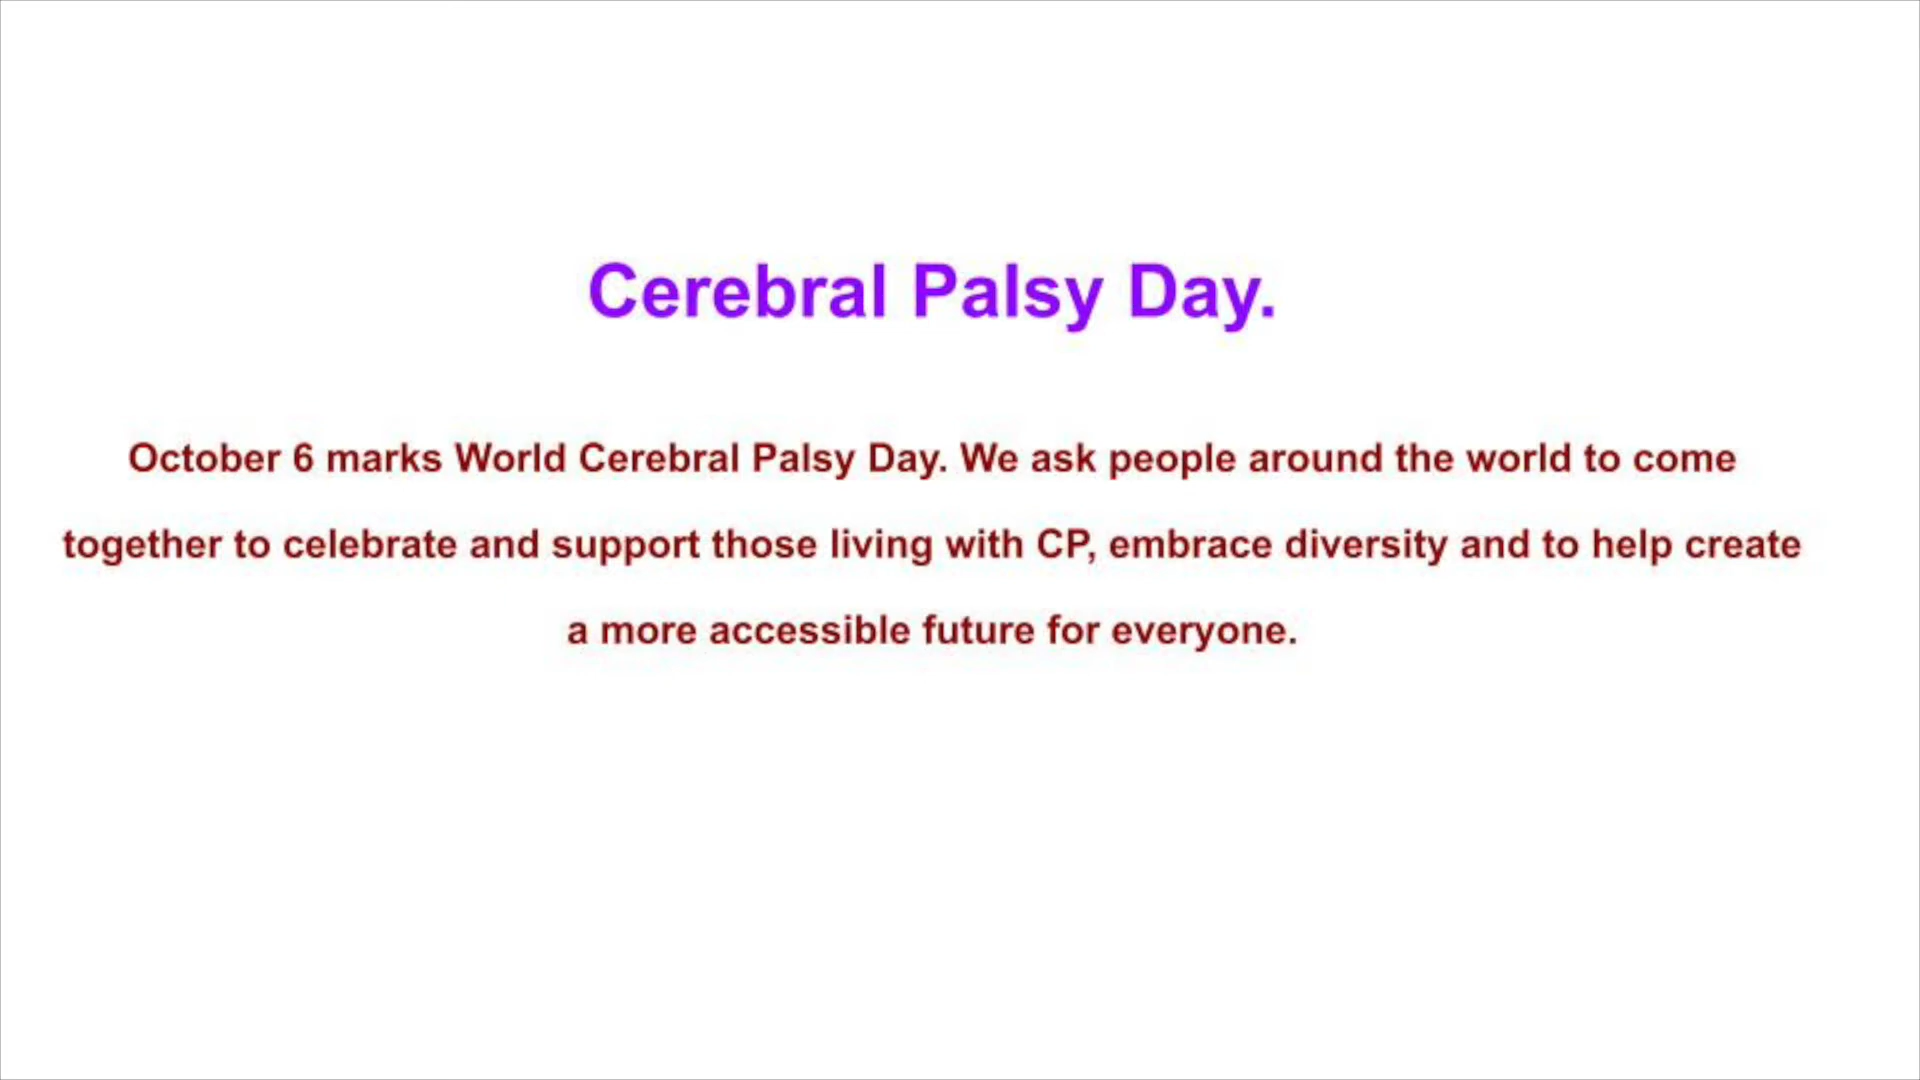 Cerebral Palsy Day.
October 6 marks World Cerebral Palsy Day. We ask people around the world to come
together to celebrate and support those living with CP, embrace diversity and to help create
a more accessible future for everyone.